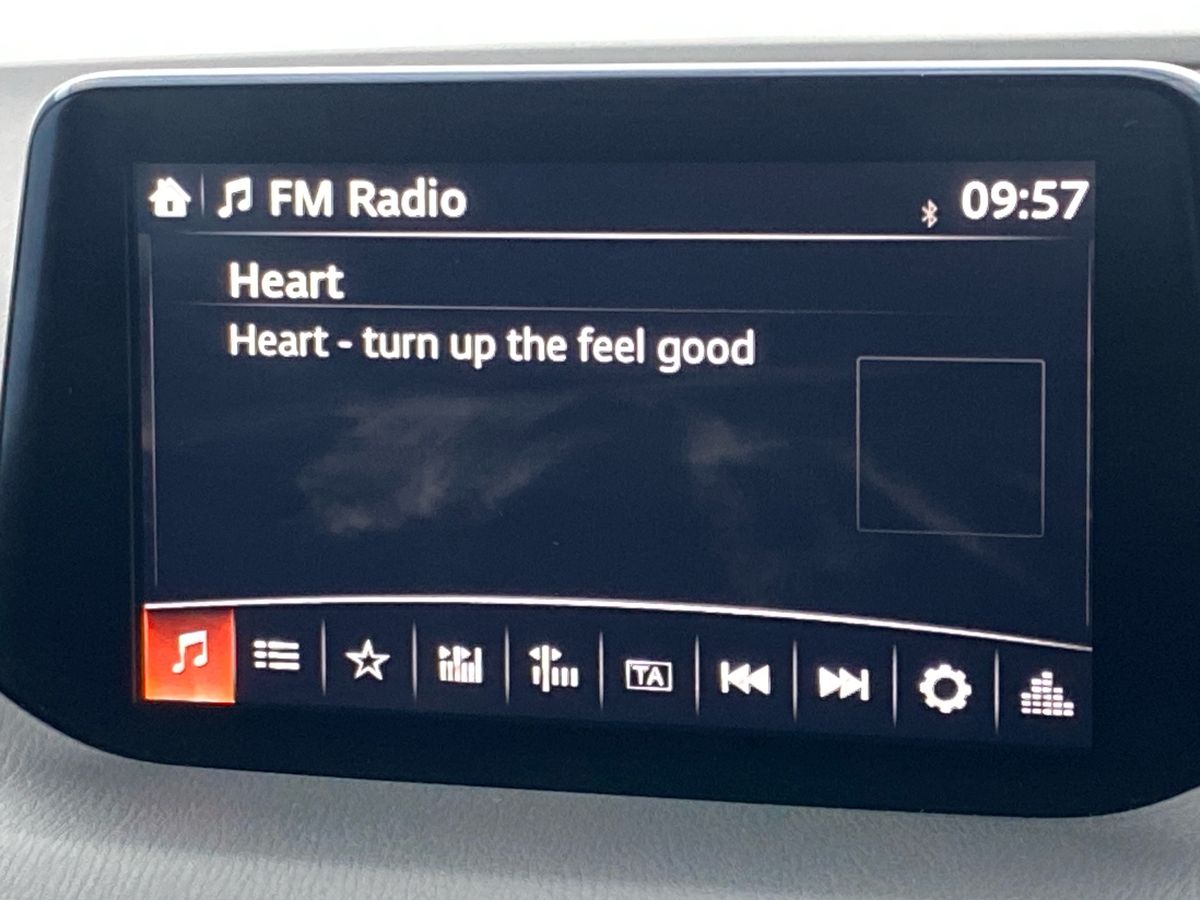 FM Radio 09:57
Heart
Heart - turn up the feel good
TA